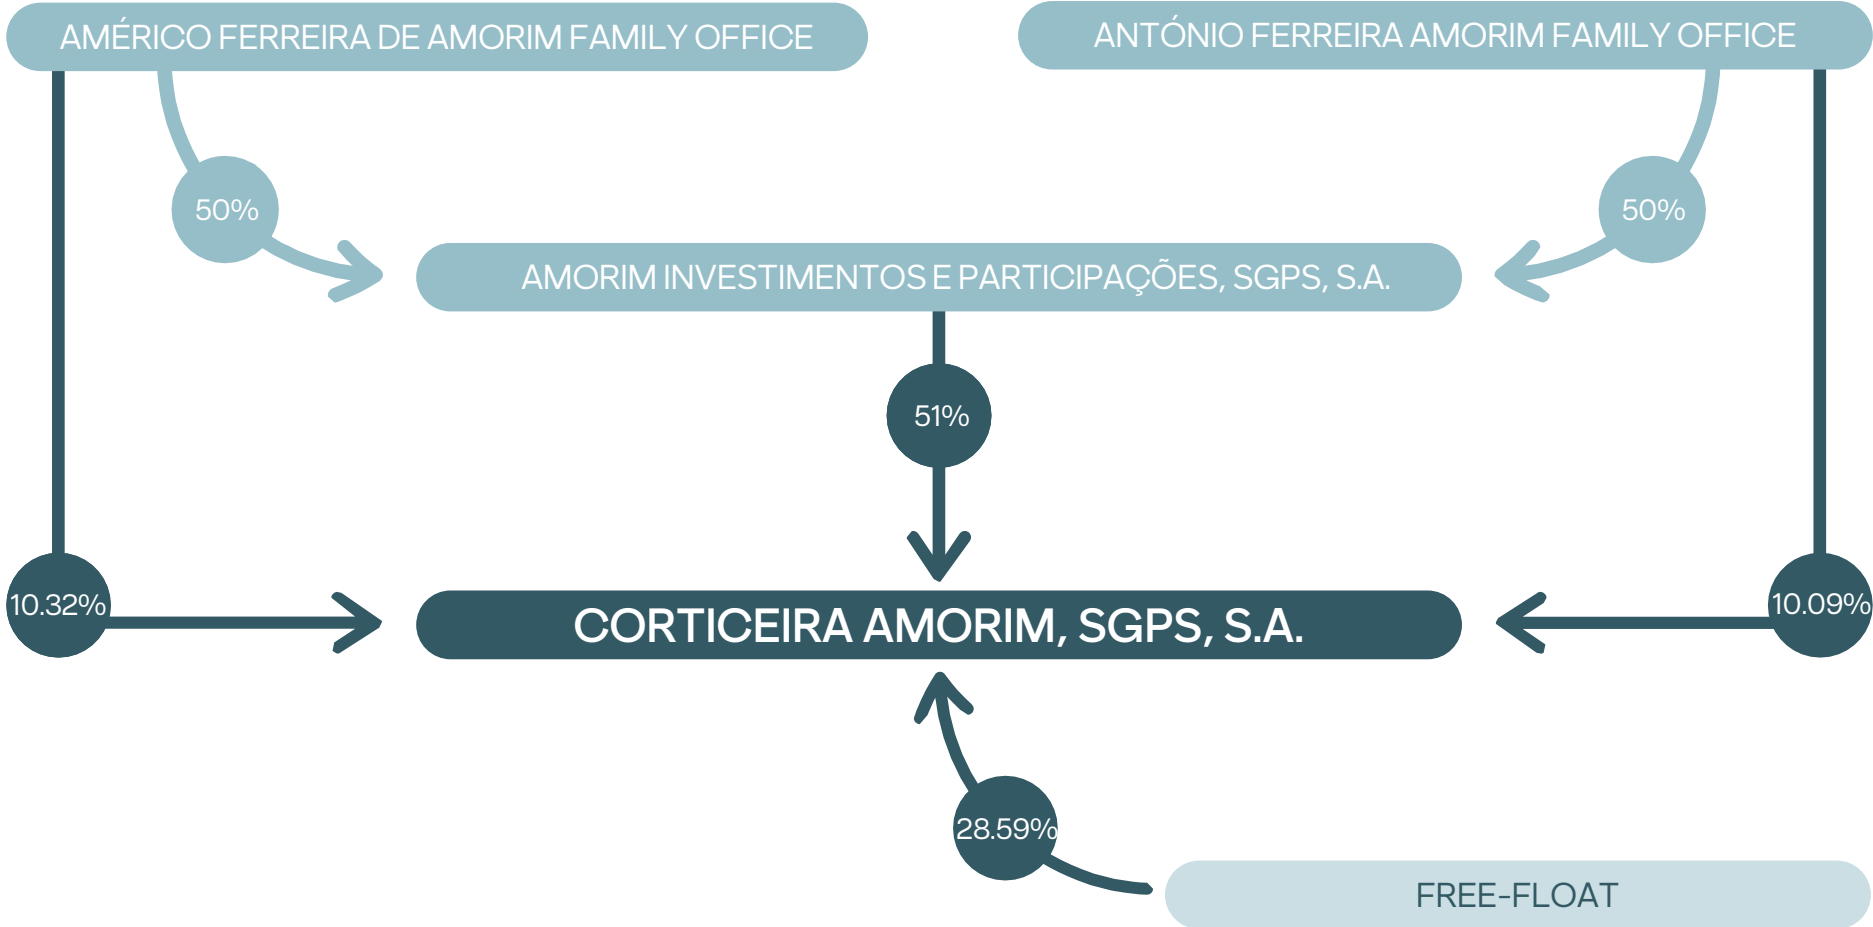 AMÉRICO FERREIRA DE AMORIM FAMILY OFFICE
ANTÓNIO FERREIRA AMORIM FAMILY OFFICE
50%
50%
AMORIM INVESTIMENTOS E PARTICIPAÇÕES, SGPS, S.A.
51%
10.32%
10.09%
CORTICEIRA AMORIM, SGPS, S.A.
28.59%
FREE-FLOAT